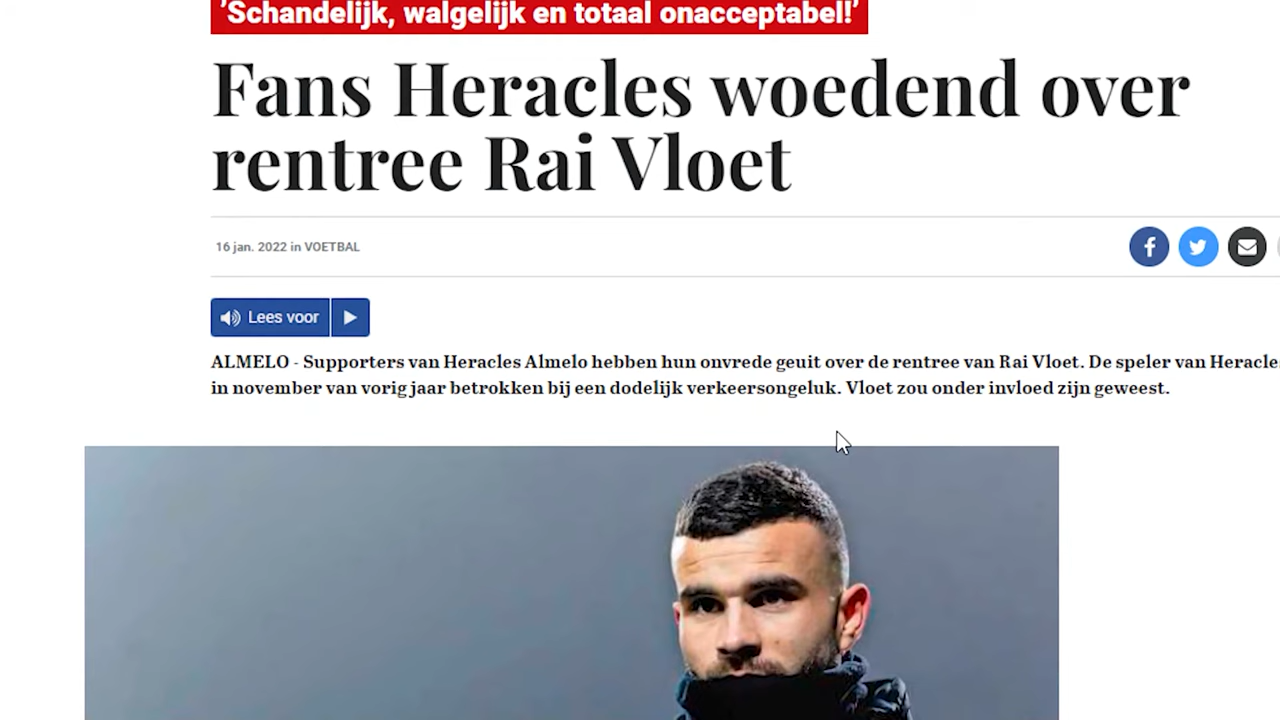 'Schandelijk, walgelijk en totaal onacceptabel!'
Fans Heracles woedend over
rentree Rai Vloet
16 jan. 2022 in VOETBAL
Lees voor
ALMELO - Supporters van Heracles Almelo hebben hun onvrede geuit over de rentree van Rai Vloet. De speler van Heracles
in november van vorig jaar betrokken bij een dodelijk verkeersongeluk. Vloet zou onder invloed zijn geweest.